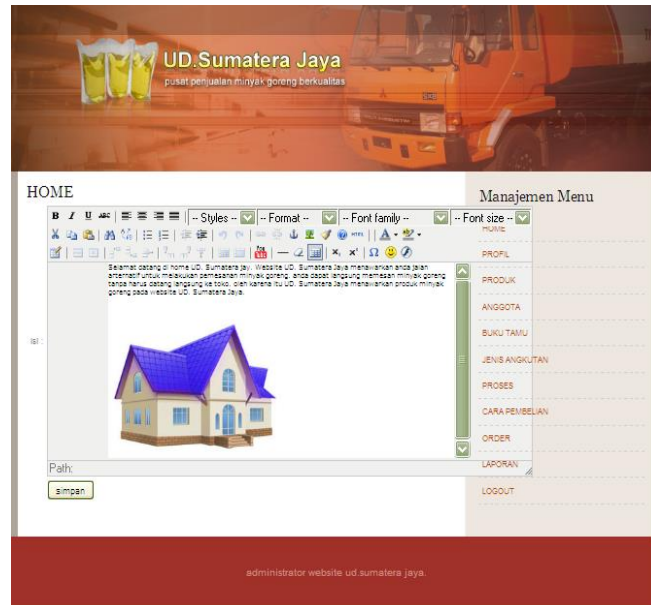 UD.Sumatera Jaya
pusat penjualan minyak goreng berkualitas
HOME
-- Styles -- -- Format -- -- Font family -- -- Font size --
Selamat datang di home UD. Sumatera Jay. Website UD. Sumatera Jaya menawarkan anda jalan
arternatif untuk melakukan pemesanan minyak goreng. anda dapat langsung memesan minyak goreng
tanpa harus datang langsung ke toko. oleh karena itu UD. Sumatera Jaya menawarkan produk minyak
goreng pada website UD. Sumatera Jaya.
isi :
Path:
simpan
Manajemen Menu
HOME
PROFIL
PRODUK
ANGGOTA
BUKU TAMU
JENIS ANGKUTAN
PROSES
CARA PEMBELIAN
ORDER
LAPORAN
LOGOUT
administrator website ud.sumatera jaya.